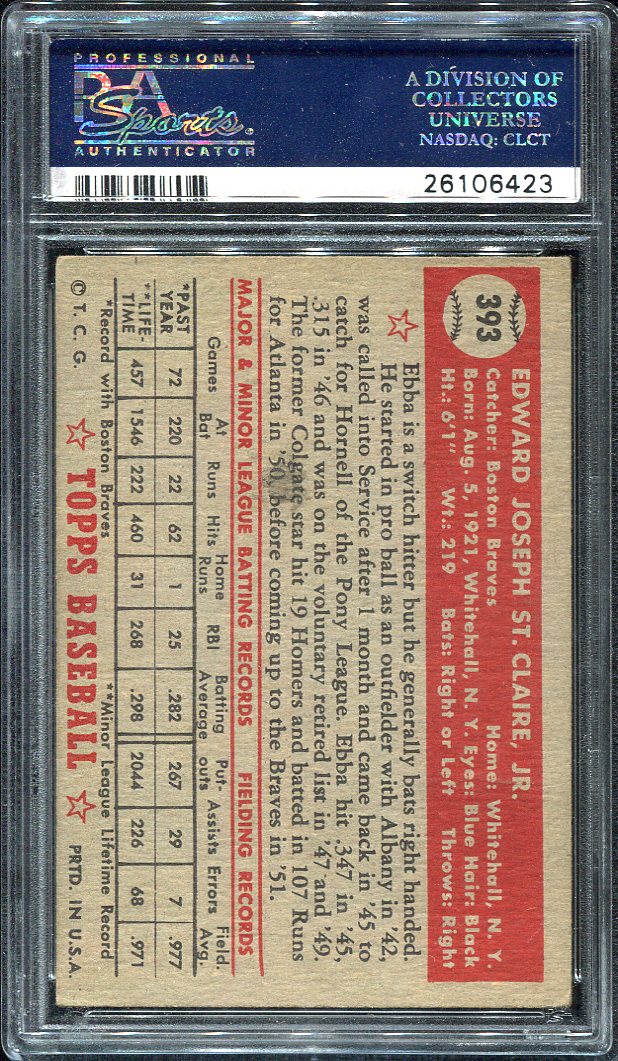 PROFESSIONAL
PSA
Sports
AUTHENTICATOR
A DIVISION OF
COLLECTORS
UNIVERSE
NASDAQ: CLCT
26106423
393
EDWARD JOSEPH ST. CLAIRE, JR.
Catcher: Boston Braves Home: Whitehall, N. Y.
Born: Aug. 5, 1921, Whitehall, N. Y. Eyes: Blue Hair: Black
Ht.: 6'1" Wt.: 219 Bats: Right or Left Throws: Right
Ebba is a switch hitter but he generally bats right handed
He started in pro ball as an outfielder with Albany in '42,
was called into Service after 1 month and came back in '45 to
catch for Hornell of the Pony League. Ebba hit .347 in '45,
.315 in '46 and was on the voluntary retired list in '47 and '49.
The former Colgate star hit 19 Homers and batted in 107 Runs
for Atlanta in '50, before coming up to the Braves in '51.
MAJOR & MINOR LEAGUE BATTING RECORDS FIELDING RECORDS
Games At Bat Runs Hits Home Runs RBI Batting Average Put-outs Assists Errors Field. Avg.
*PAST YEAR 72 220 22 62 1 25 .282 267 29 7 .977
**LIFE-TIME 457 1546 222 460 31 268 .298 2044 226 68 .971
*Record with Boston Braves **Minor League Lifetime Record
© T. C. G. TOPPS BASEBALL PRTD. IN U.S.A.